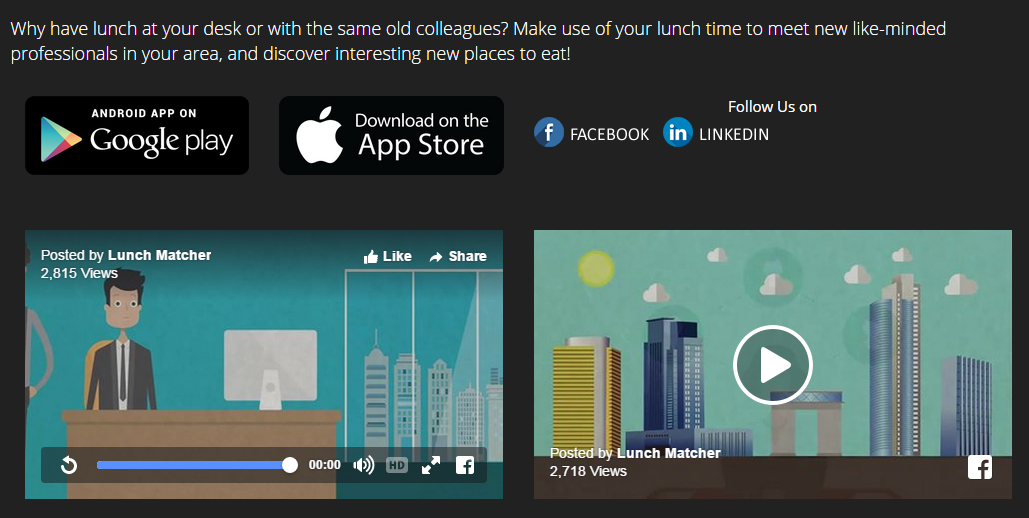 Why have lunch at your desk or with the same old colleagues? Make use of your lunch time to meet new like-minded
professionals in your area, and discover interesting new places to eat!
ANDROID APP ON
Google play
Download on the
App Store
Follow Us on
f FACEBOOK in LINKEDIN
Posted by Lunch Matcher
2,815 Views
Like Share
00:00 HD f
Posted by Lunch Matcher
2,718 Views
f